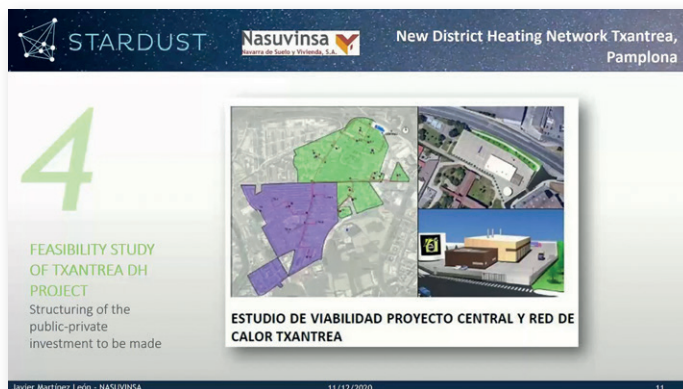 STARDUST
Nasuvinsa
Navarra de Suelo y Vivienda, S.A.
New District Heating Network Txantrea,
Pamplona
4
FEASIBILITY STUDY
OF TXANTREA DH
PROJECT
Structuring of the
public-private
investment to be made
ESTUDIO DE VIABILIDAD PROYECTO CENTRAL Y RED DE
CALOR TXANTREA
Javier Martínez León - NASUVINSA
11/12/2020
11